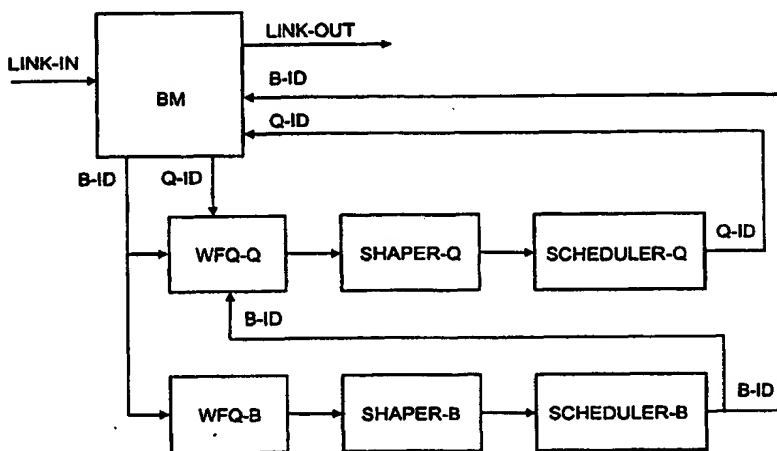 LINK-OUT
LINK-IN
B-ID
BM
Q-ID
B-ID
Q-ID
Q-ID
WFQ-Q
SHAPER-Q
SCHEDULER-Q
B-ID
B-ID
WFQ-B
SHAPER-B
SCHEDULER-B